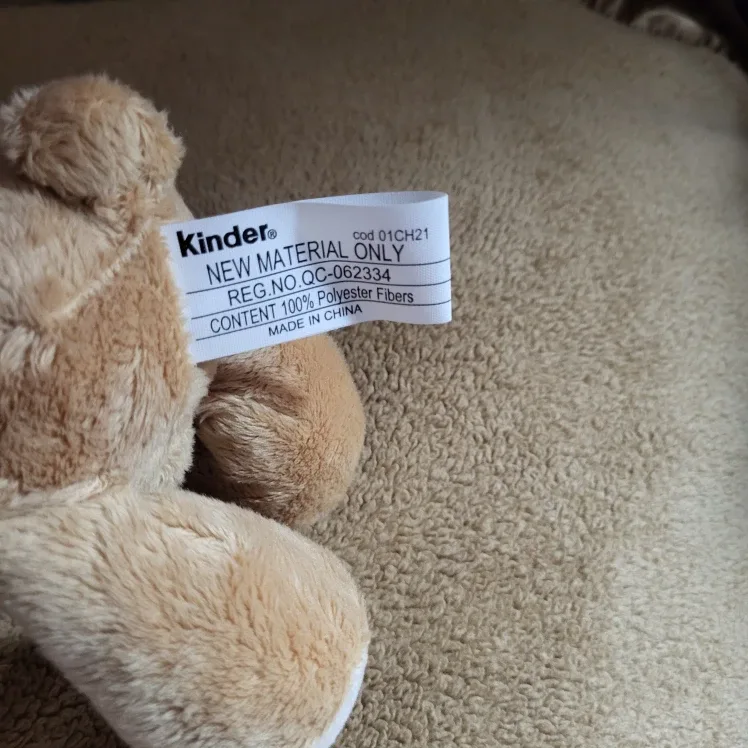 Kinder®
cod 01CH21
NEW MATERIAL ONLY
REG.NO.QC-062334
CONTENT 100% Polyester Fibers
MADE IN CHINA